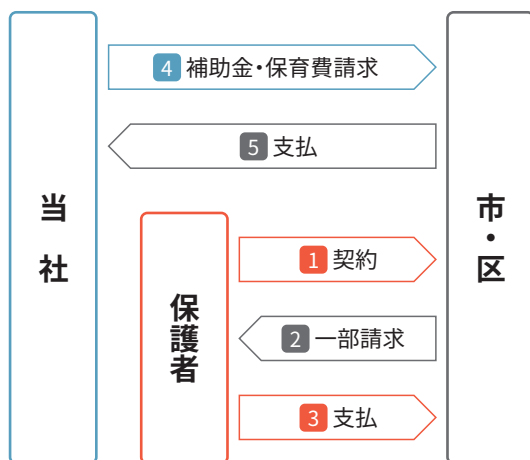 4 補助金・保育費請求
5 支払
当社
市・区
保護者
1 契約
2 一部請求
3 支払